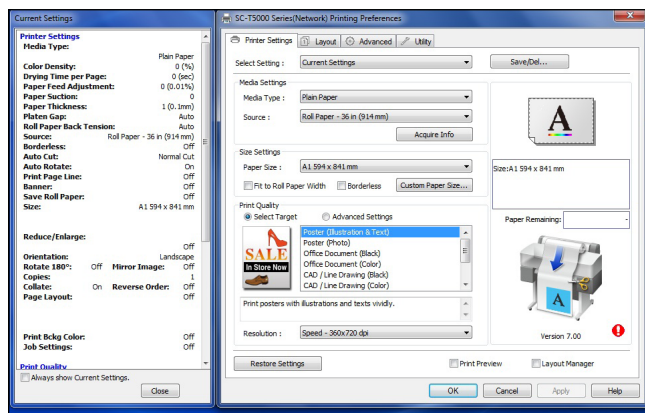 Current Settings
Printer Settings
Media Type:
Plain Paper
Color Density: 0 (%)
Drying Time per Page: 0 (sec)
Paper Feed Adjustment: 0 (0.01%)
Paper Suction: 0
Paper Thickness: 1 (0.1mm)
Platen Gap: Auto
Roll Paper Back Tension: Auto
Source: Roll Paper - 36 in (914 mm)
Borderless: Off
Auto Cut: Normal Cut
Auto Rotate: On
Print Page Line: Off
Banner: Off
Save Roll Paper: Off
Size: A1 594 x 841 mm
Reduce/Enlarge:
Off
Orientation: Landscape
Rotate 180°: Off Mirror Image: Off
Copies: 1
Collate: On Reverse Order: Off
Page Layout: Off
Print Bckg Color: Off
Job Settings: Off
Print Quality
Always show Current Settings.
Close
SC-T5000 Series(Network) Printing Preferences
Printer Settings Layout Advanced Utility
Select Setting : Current Settings Save/Del...
Media Settings
Media Type : Plain Paper
Source : Roll Paper - 36 in (914 mm)
Acquire Info
Size Settings
Paper Size : A1 594 x 841 mm
Fit to Roll Paper Width Borderless Custom Paper Size...
Print Quality
Select Target Advanced Settings
SALE
In Store Now
Poster (Illustration & Text)
Poster (Photo)
Office Document (Black)
Office Document (Color)
CAD / Line Drawing (Black)
CAD / Line Drawing (Color)
Print posters with illustrations and texts vividly.
Resolution : Speed - 360x720 dpi
A
Size:A1 594 x 841 mm
Paper Remaining: -
A
Version 7.00
Restore Settings Print Preview Layout Manager
OK Cancel Apply Help